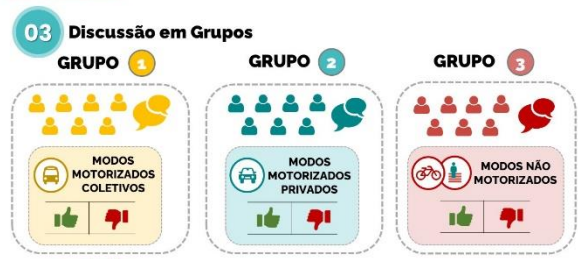 03 Discussão em Grupos
GRUPO 1
MODOS
MOTORIZADOS
COLETIVOS
GRUPO 2
MODOS
MOTORIZADOS
PRIVADOS
GRUPO 3
MODOS NÃO
MOTORIZADOS